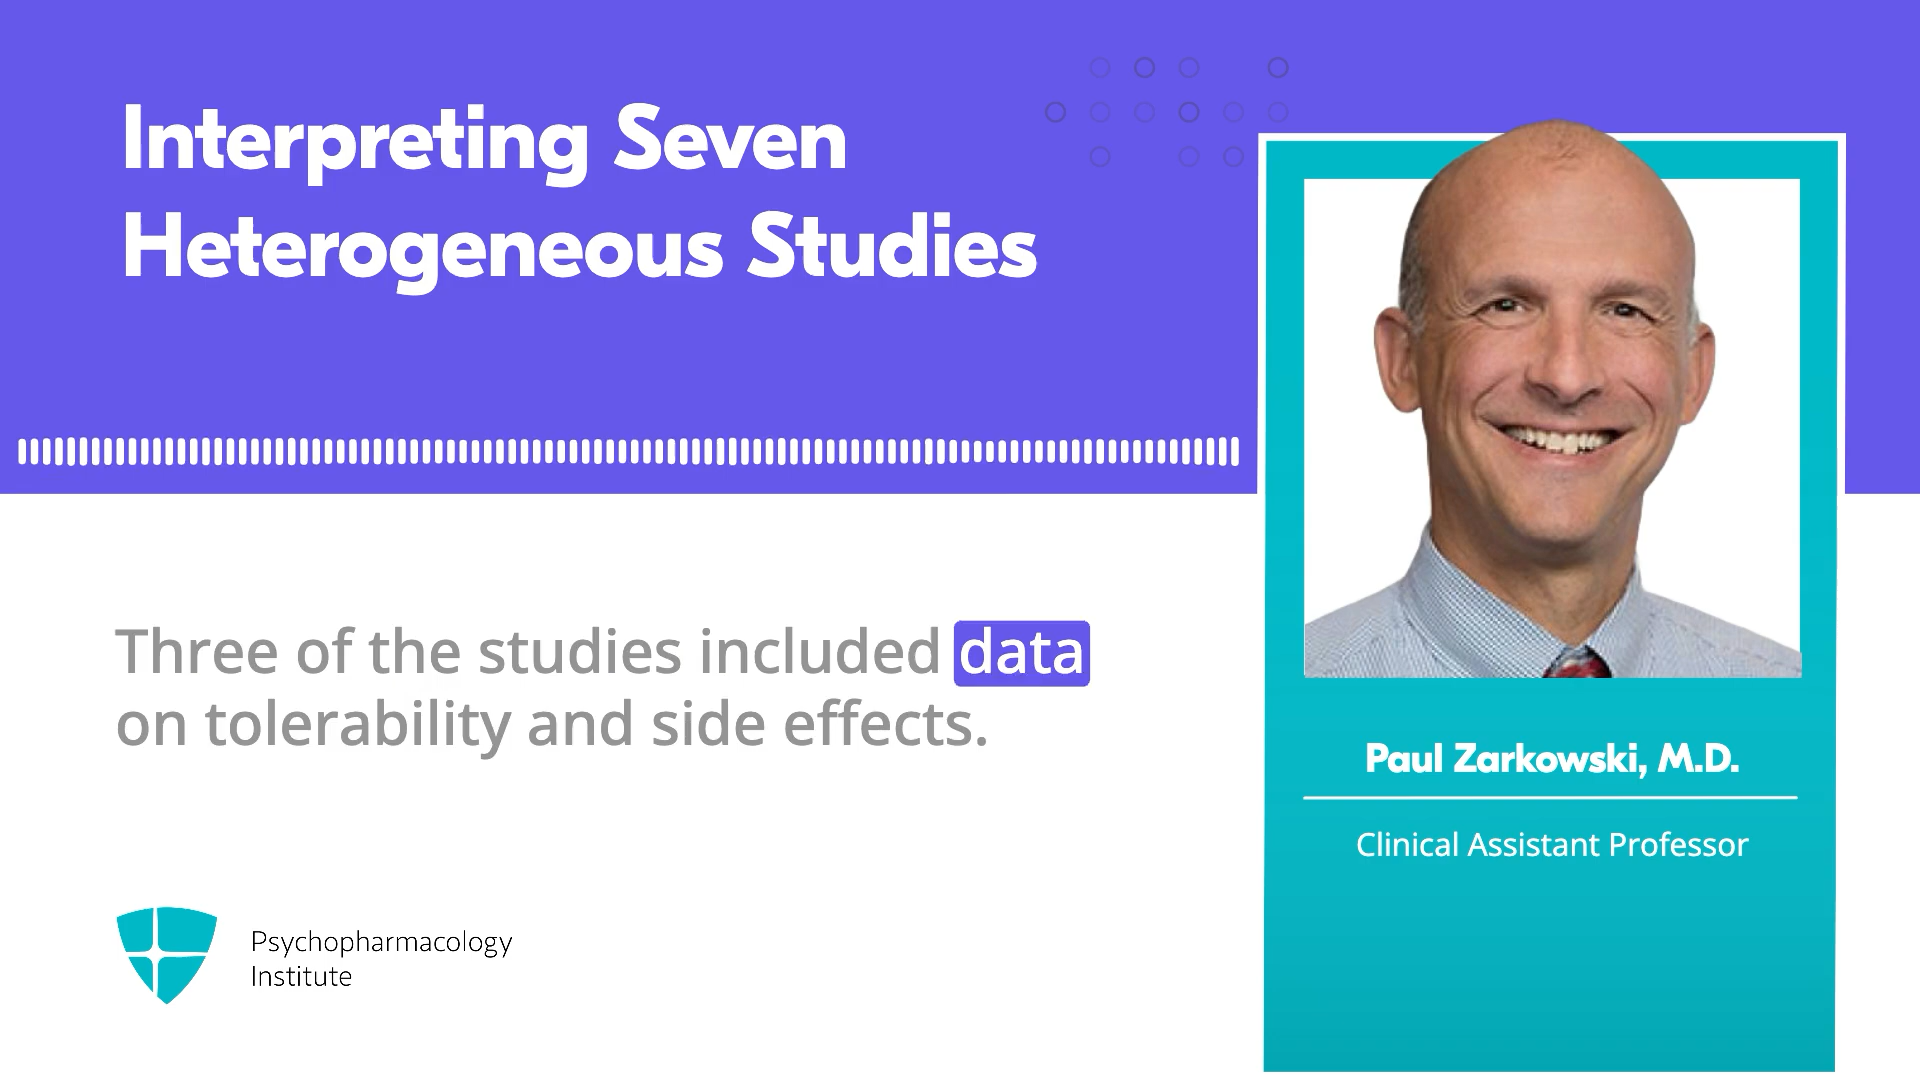 Interpreting Seven
Heterogeneous Studies
Three of the studies included data
on tolerability and side effects.
Paul Zarkowski, M.D.
Clinical Assistant Professor
Psychopharmacology
Institute